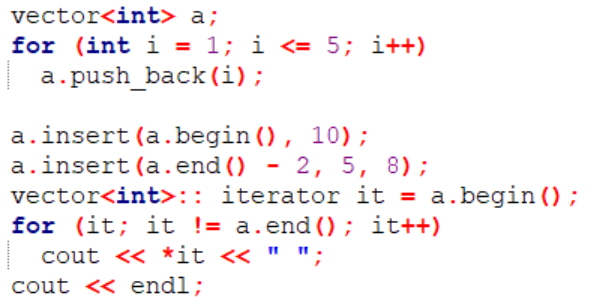 vector<int> a;
for (int i = 1; i <= 5; i++)
a.push_back(i);
a.insert(a.begin(), 10);
a.insert(a.end() - 2, 5, 8);
vector<int>:: iterator it = a.begin();
for (it; it != a.end(); it++)
cout << *it << " ";
cout << endl;